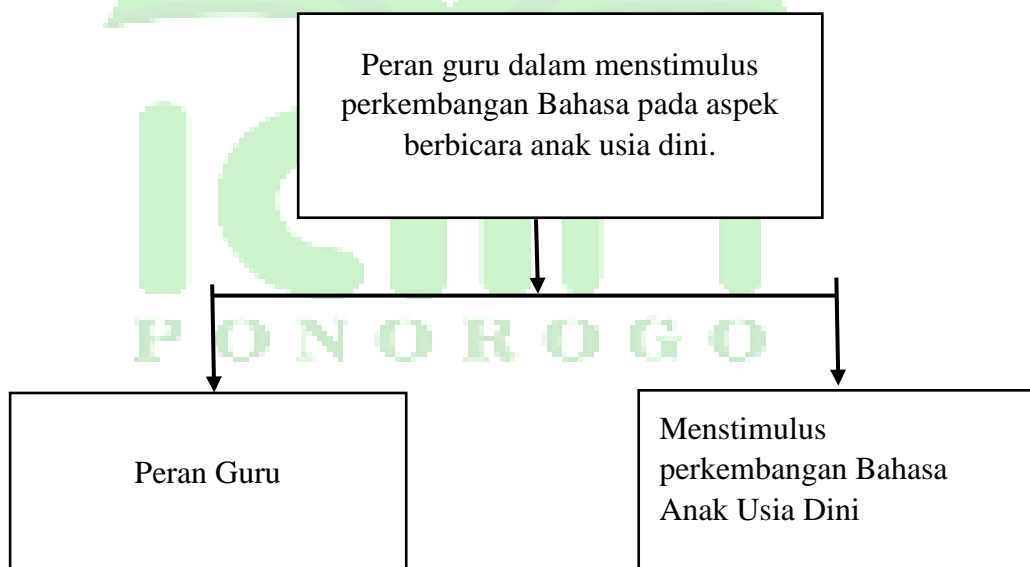 Peran guru dalam menstimulus
perkembangan Bahasa pada aspek
berbicara anak usia dini.
PONOROGO
Peran Guru
Menstimulus
perkembangan Bahasa
Anak Usia Dini